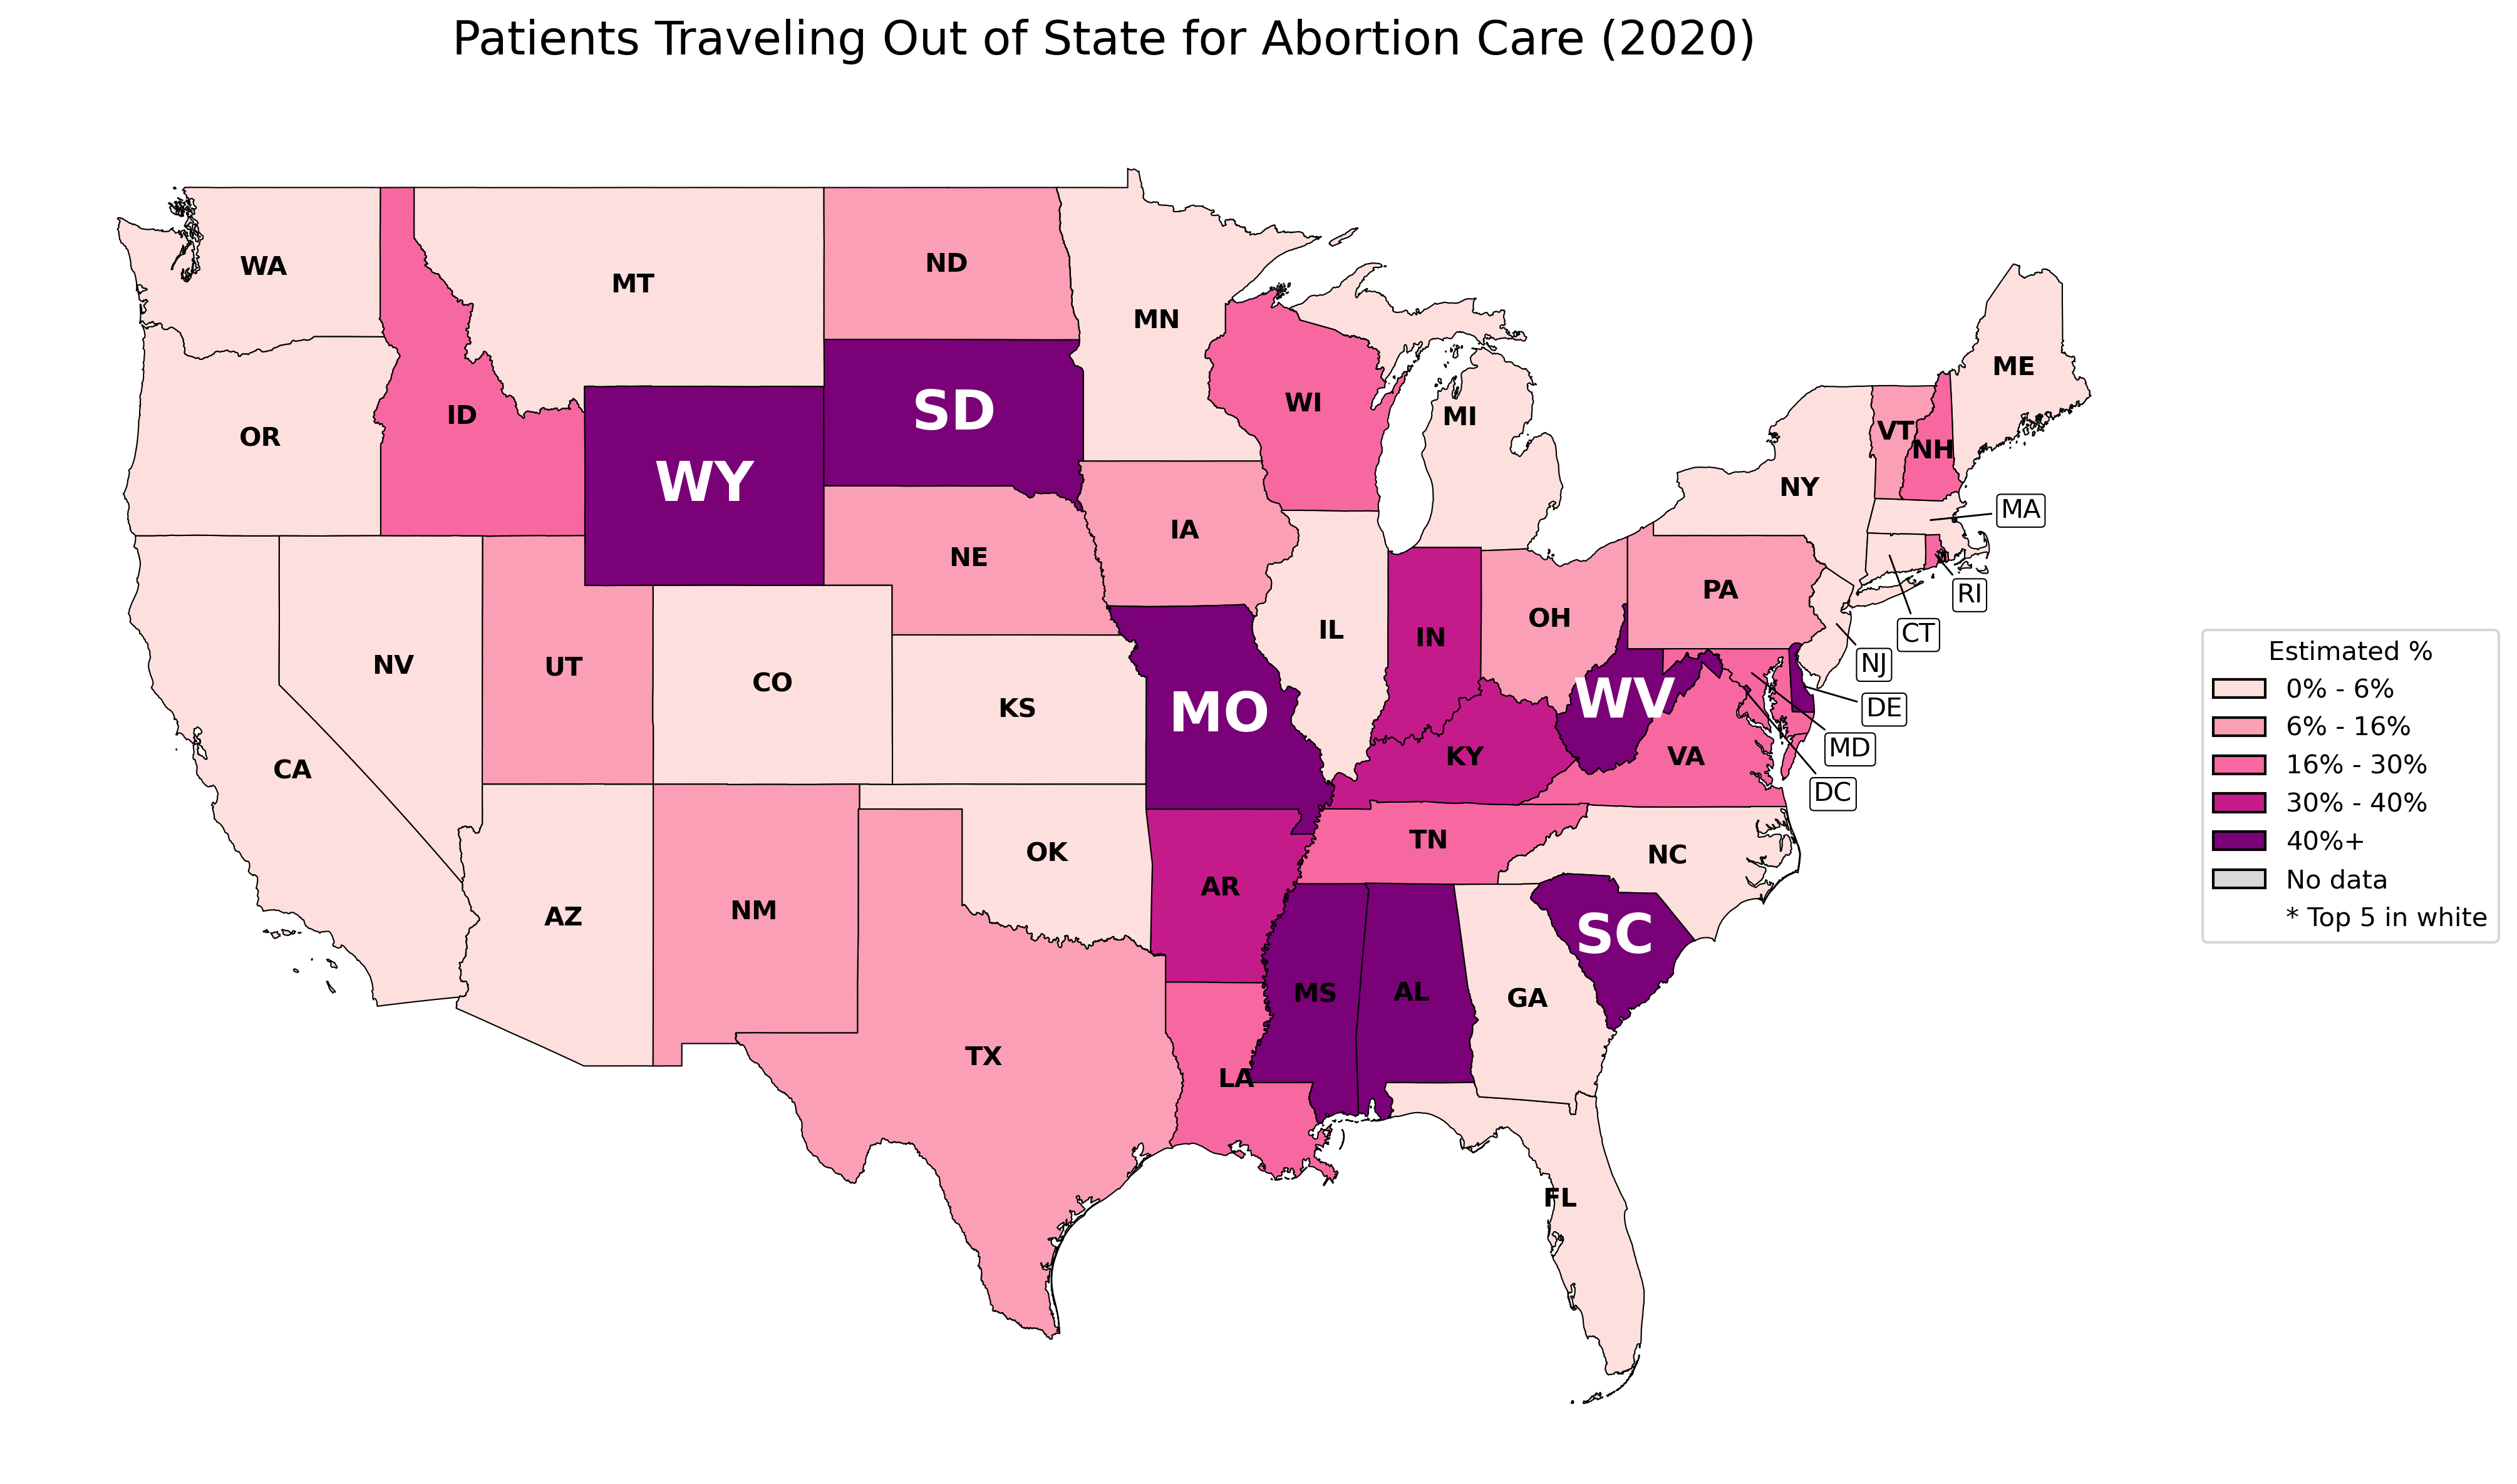 Patients Traveling Out of State for Abortion Care (2020)
WA
MT
ND
MN
ME
OR
ID
WY
SD
WI
MI
VT
NH
NY
MA
IA
NE
PA
RI
CT
NJ
OH
IL
IN
NV
UT
CO
KS
MO
WV
DE
MD
DC
CA
KY
VA
TN
NC
OK
AR
AZ
NM
SC
MS
AL
GA
TX
LA
FL
Estimated %
0% - 6%
6% - 16%
16% - 30%
30% - 40%
40%+
No data
* Top 5 in white